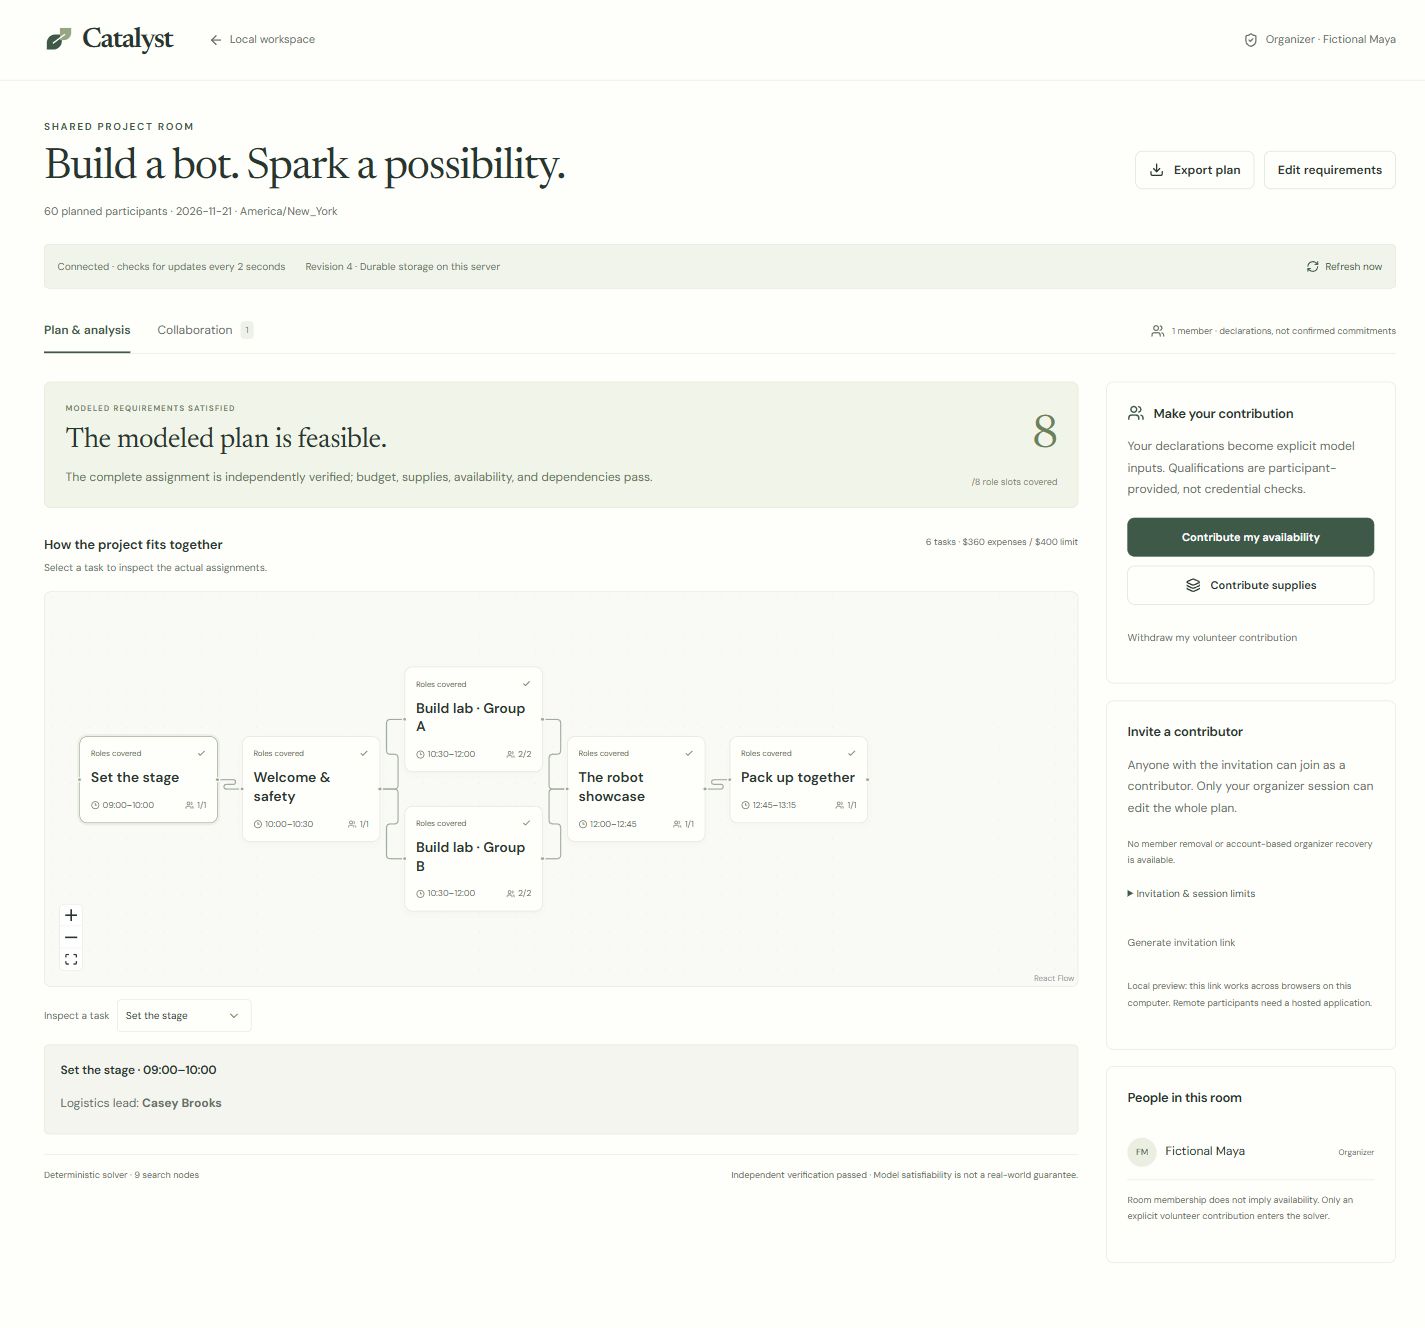 Catalyst
Local workspace
Organizer · Fictional Maya
SHARED PROJECT ROOM
Build a bot. Spark a possibility.
Export plan
Edit requirements
60 planned participants · 2026-11-21 · America/New_York
Connected · checks for updates every 2 seconds
Revision 4 · Durable storage on this server
Refresh now
Plan & analysis
Collaboration 1
1 member · declarations, not confirmed commitments
MODELED REQUIREMENTS SATISFIED
The modeled plan is feasible.
The complete assignment is independently verified; budget, supplies, availability, and dependencies pass.
8
/8 role slots covered
How the project fits together
6 tasks · $360 expenses / $400 limit
Select a task to inspect the actual assignments.
Roles covered
Set the stage
09:00–10:00
1/1
Roles covered
Welcome &
safety
10:00–10:30
1/1
Roles covered
Build lab · Group
A
10:30–12:00
2/2
Roles covered
Build lab · Group
B
10:30–12:00
2/2
Roles covered
The robot
showcase
12:00–12:45
1/1
Roles covered
Pack up together
12:45–13:15
1/1
React Flow
Inspect a task
Set the stage
Set the stage · 09:00–10:00
Logistics lead: Casey Brooks
Deterministic solver · 9 search nodes
Independent verification passed · Model satisfiability is not a real-world guarantee.
Make your contribution
Your declarations become explicit model
inputs. Qualifications are participant-
provided, not credential checks.
Contribute my availability
Contribute supplies
Withdraw my volunteer contribution
Invite a contributor
Anyone with the invitation can join as a
contributor. Only your organizer session can
edit the whole plan.
No member removal or account-based organizer recovery
is available.
Invitation & session limits
Generate invitation link
Local preview: this link works across browsers on this
computer. Remote participants need a hosted application.
People in this room
FM
Fictional Maya
Organizer
Room membership does not imply availability. Only an
explicit volunteer contribution enters the solver.